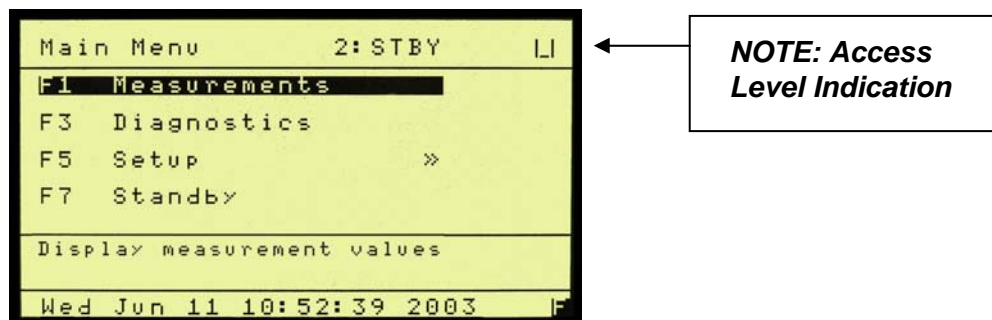 Main Menu 2:STBY
F1 Measurements
F3 Diagnostics
F5 Setup »
F7 Standby
Display measurement values
Wed Jun 11 10:52:39 2003 F
NOTE: Access
Level Indication